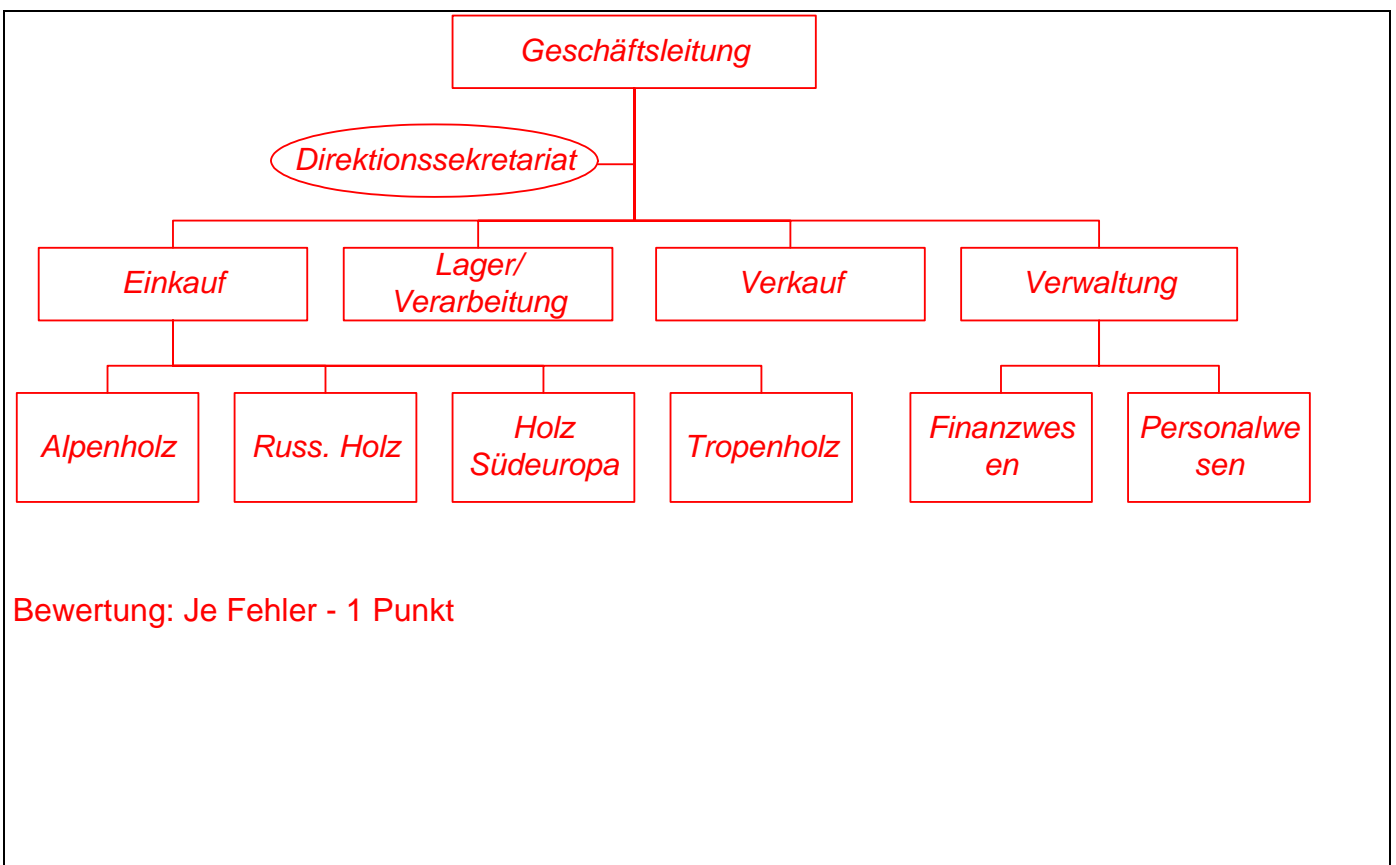 Geschäftsleitung
Direktionssekretariat
Einkauf
Lager/
Verarbeitung
Verkauf
Verwaltung
Alpenholz
Russ. Holz
Holz
Südeuropa
Tropenholz
Finanzwes
en
Personalwe
sen
Bewertung: Je Fehler - 1 Punkt